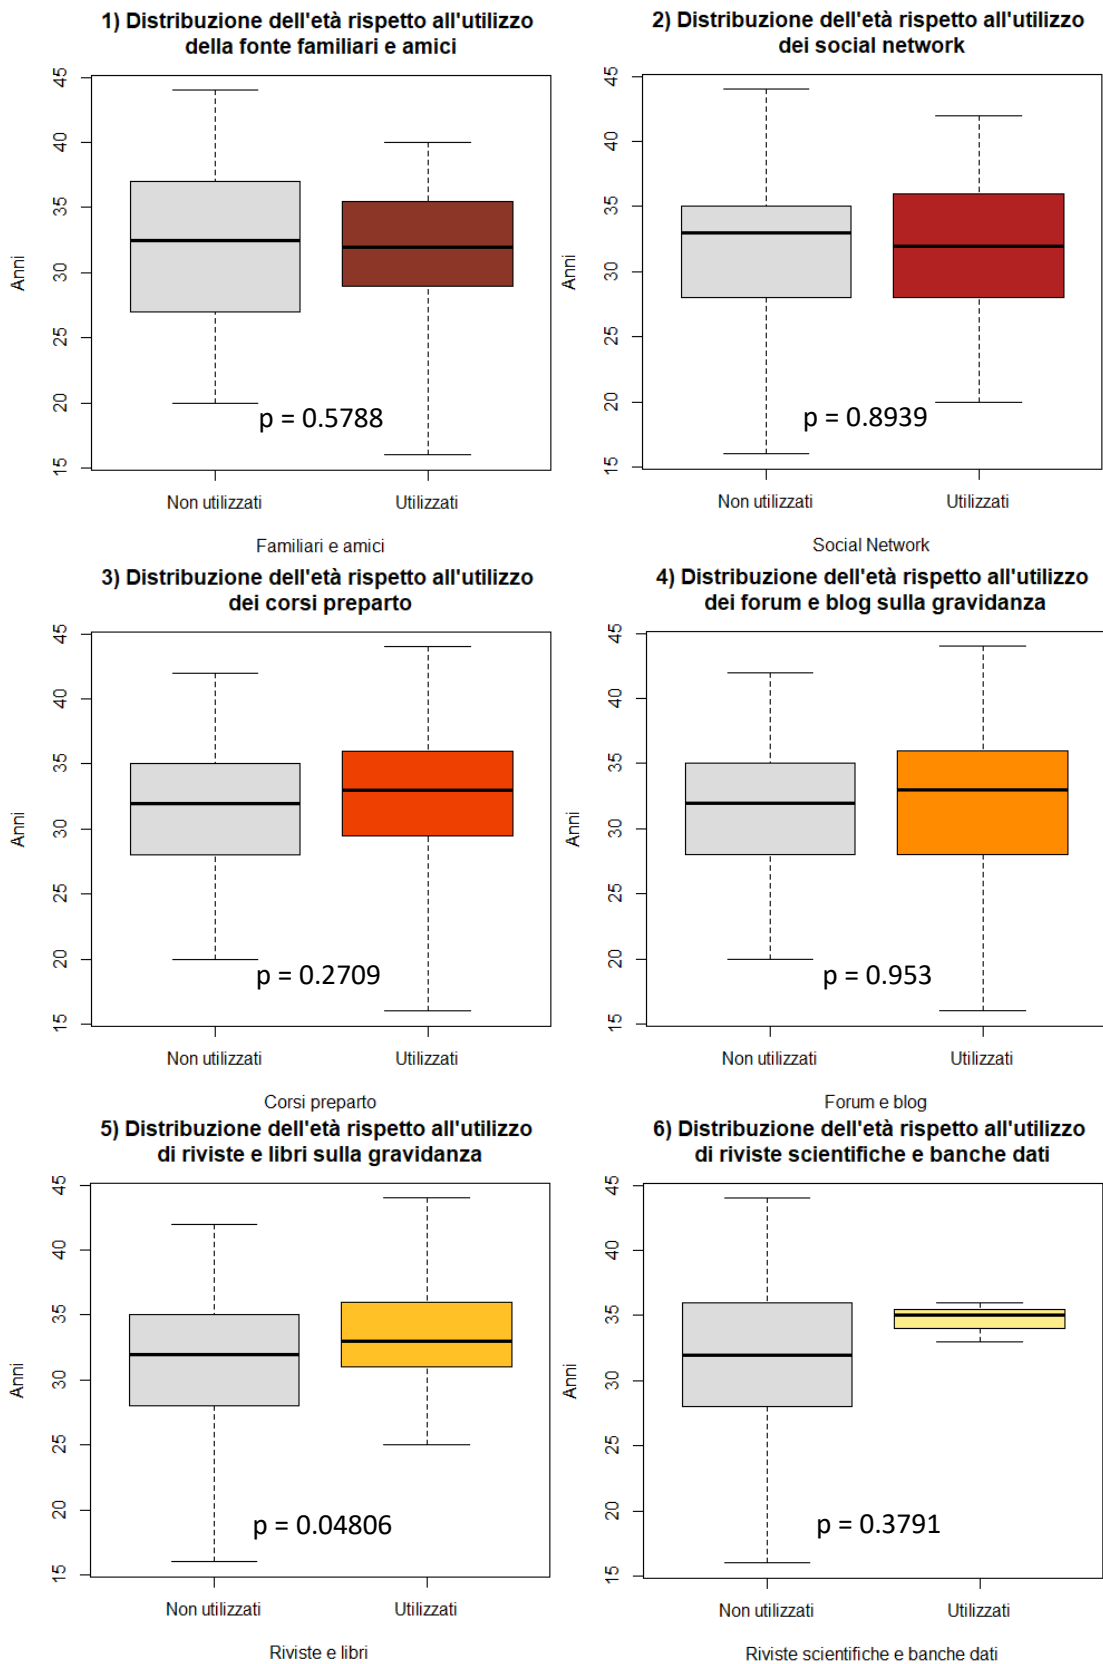 1) Distribuzione dell'età rispetto all'utilizzo
della fonte familiari e amici
45
40
35
30
25
20
15
Anni
p = 0.5788
Non utilizzati
Utilizzati
Familiari e amici
2) Distribuzione dell'età rispetto all'utilizzo
dei social network
45
40
35
30
25
20
15
Anni
p = 0.8939
Non utilizzati
Utilizzati
Social Network
3) Distribuzione dell'età rispetto all'utilizzo
dei corsi preparto
45
40
35
30
25
20
15
Anni
p = 0.2709
Non utilizzati
Utilizzati
Corsi preparto
4) Distribuzione dell'età rispetto all'utilizzo
dei forum e blog sulla gravidanza
45
40
35
30
25
20
15
Anni
p = 0.953
Non utilizzati
Utilizzati
Forum e blog
5) Distribuzione dell'età rispetto all'utilizzo
di riviste e libri sulla gravidanza
45
40
35
30
25
20
15
Anni
p = 0.04806
Non utilizzati
Utilizzati
Riviste e libri
6) Distribuzione dell'età rispetto all'utilizzo
di riviste scientifiche e banche dati
45
40
35
30
25
20
15
Anni
p = 0.3791
Non utilizzati
Utilizzati
Riviste scientifiche e banche dati